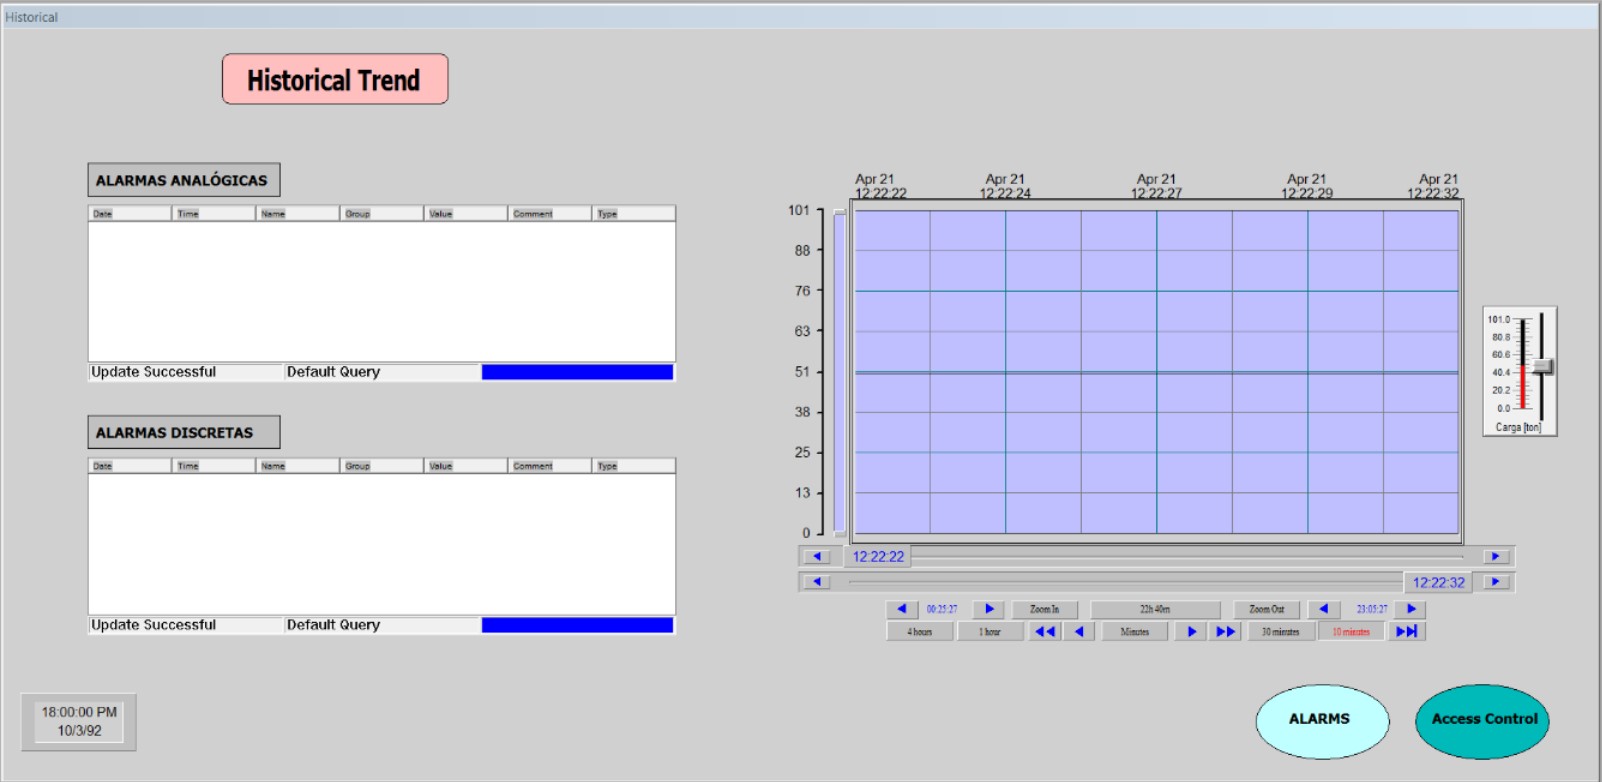 Historical
Historical Trend
ALARMAS ANALÓGICAS
Date Time Name Group Value Comment Type
Update Successful Default Query
ALARMAS DISCRETAS
Date Time Name Group Value Comment Type
Update Successful Default Query
18:00:00 PM
10/3/92
Apr 21 Apr 21 Apr 21 Apr 21 Apr 21
12:22:22 12:22:24 12:22:27 12:22:29 12:22:32
101
88
76
63
51
38
25
13
0
12:22:22
12:22:32
00:25:27 Zoom In 22h 40m Zoom Out 23:05:27
4 hours 1 hour Minutes 30 minutes 10 minutes
101.0
80.8
60.6
40.4
20.2
0.0
Carga [ton]
ALARMS
Access Control